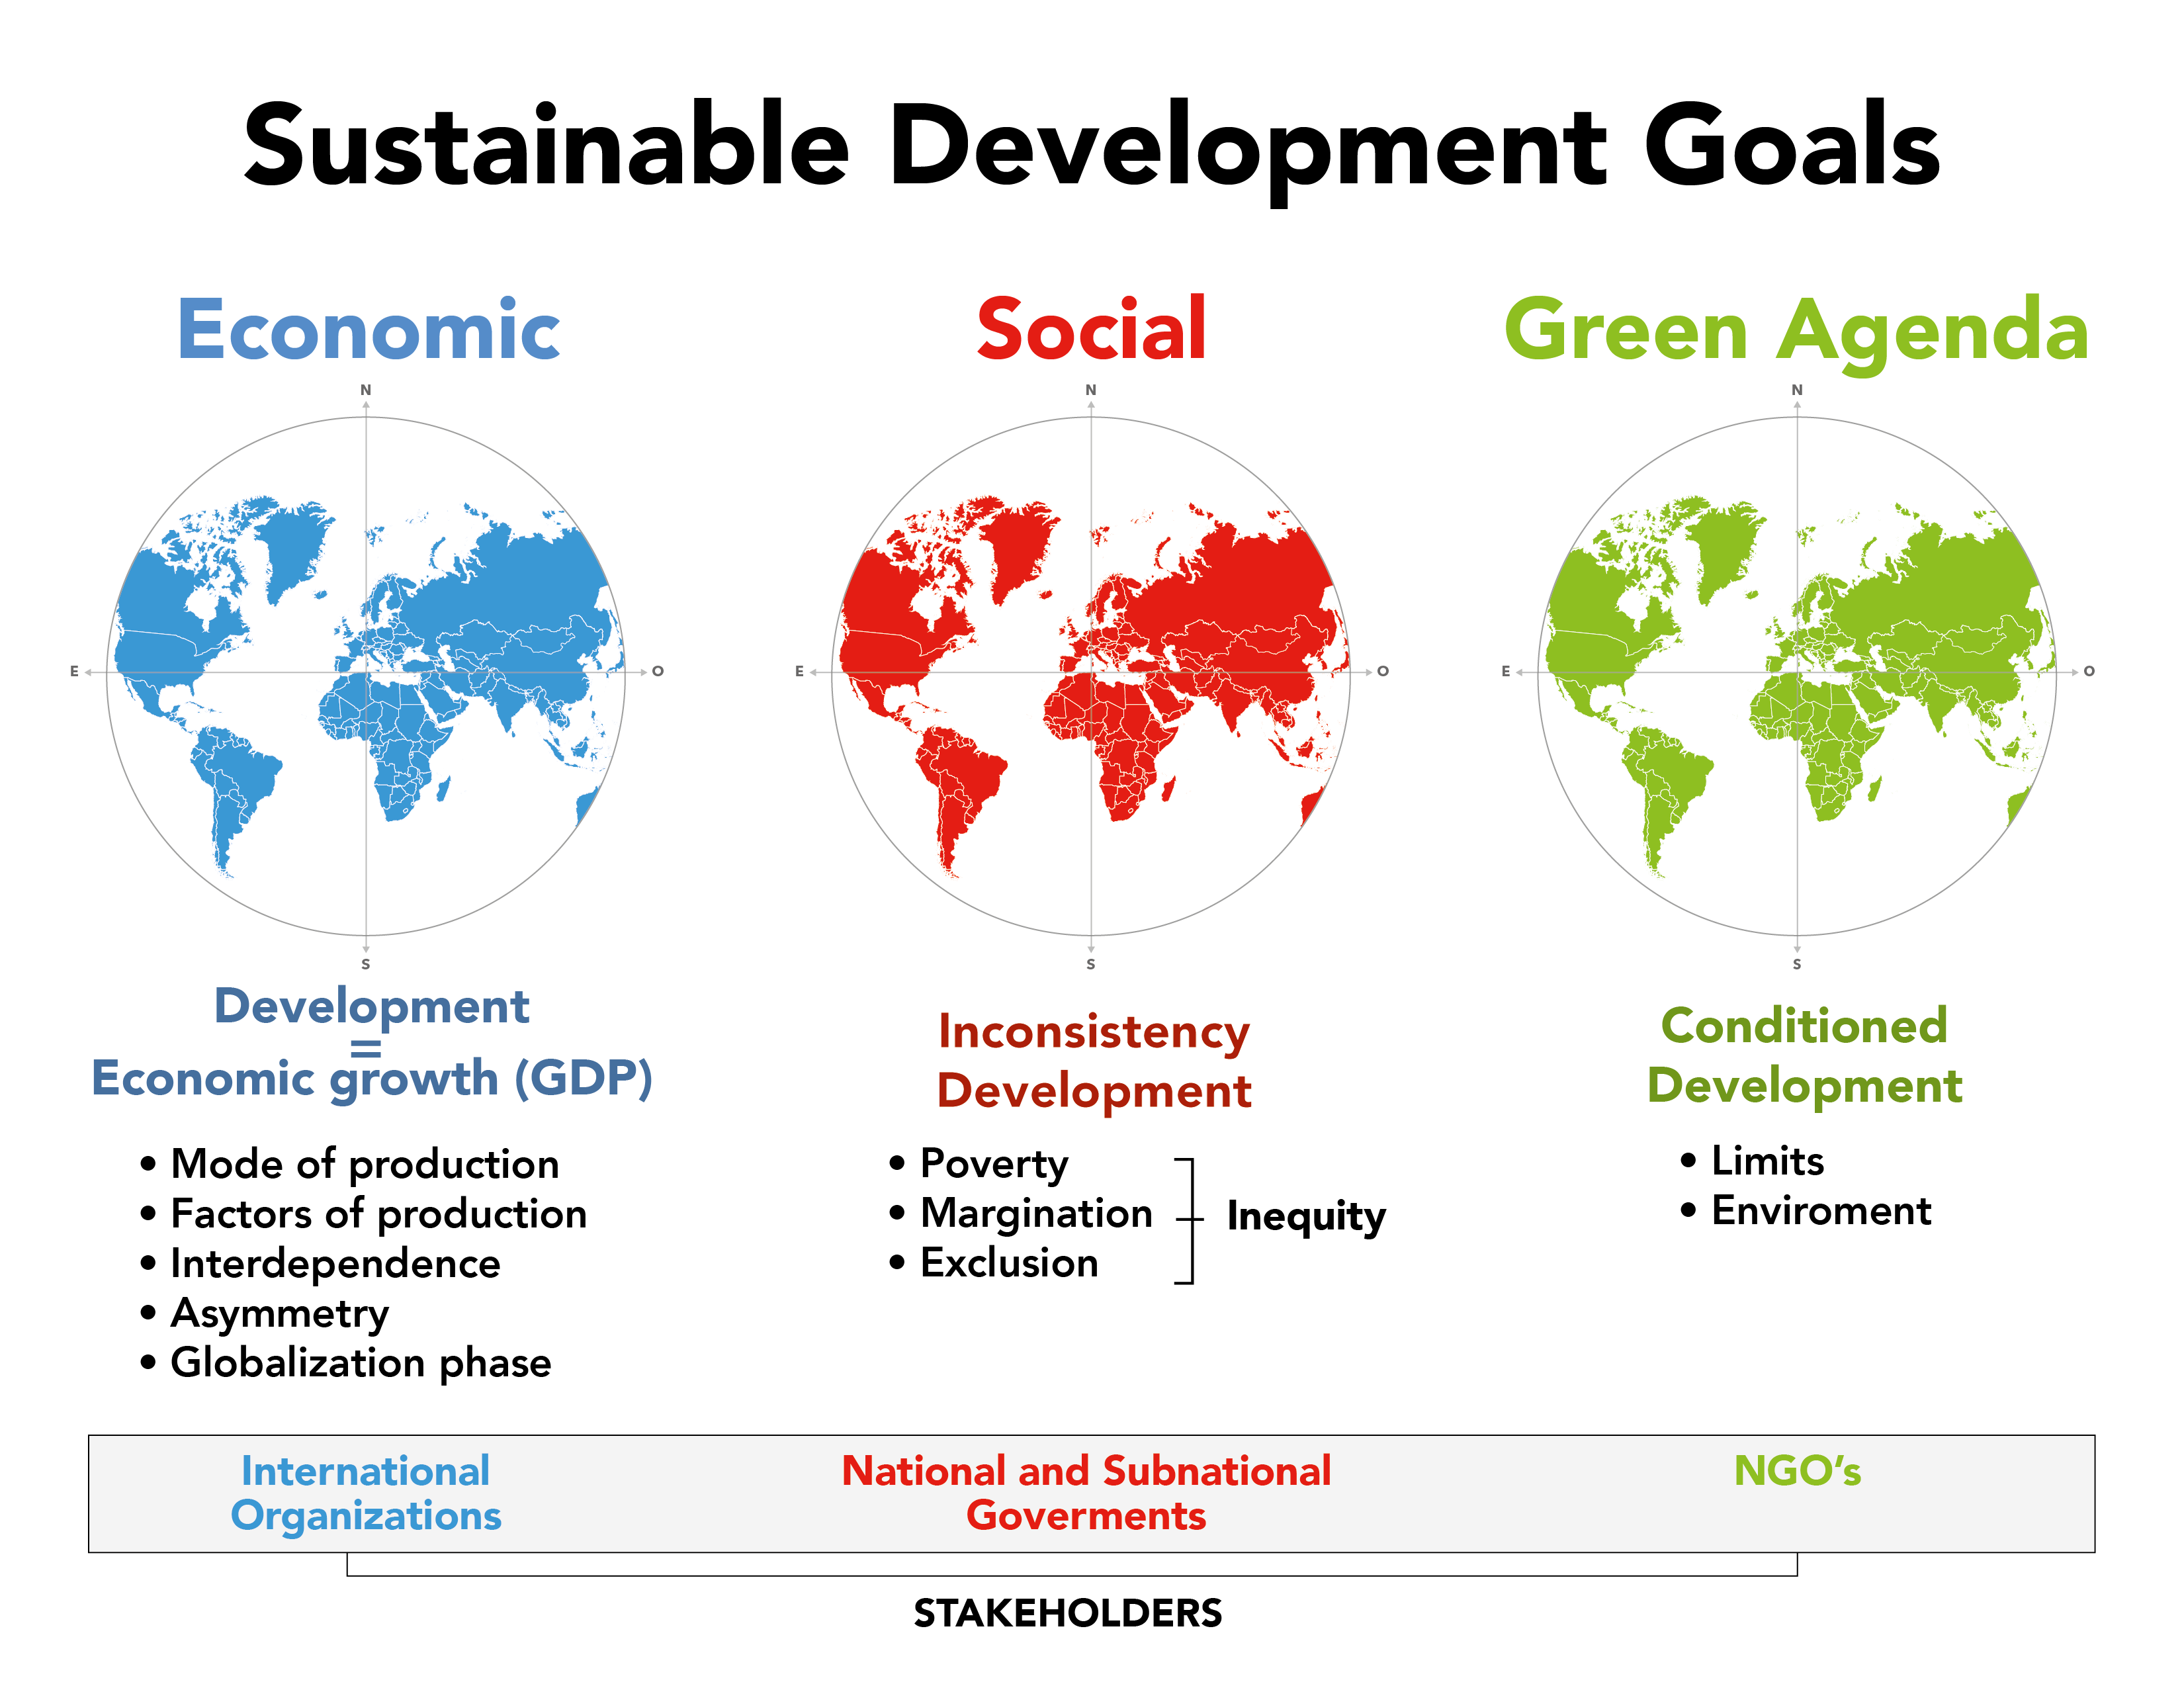 Sustainable Development Goals
Economic
Social
Green Agenda
N
N
N
E
O
E
O
E
O
S
S
S
Development
=
Economic growth (GDP)
• Mode of production
• Factors of production
• Interdependence
• Asymmetry
• Globalization phase
Inconsistency
Development
• Poverty
• Margination
• Exclusion
Inequity
Conditioned
Development
• Limits
• Enviroment
International
Organizations
National and Subnational
Goverments
NGO’s
STAKEHOLDERS